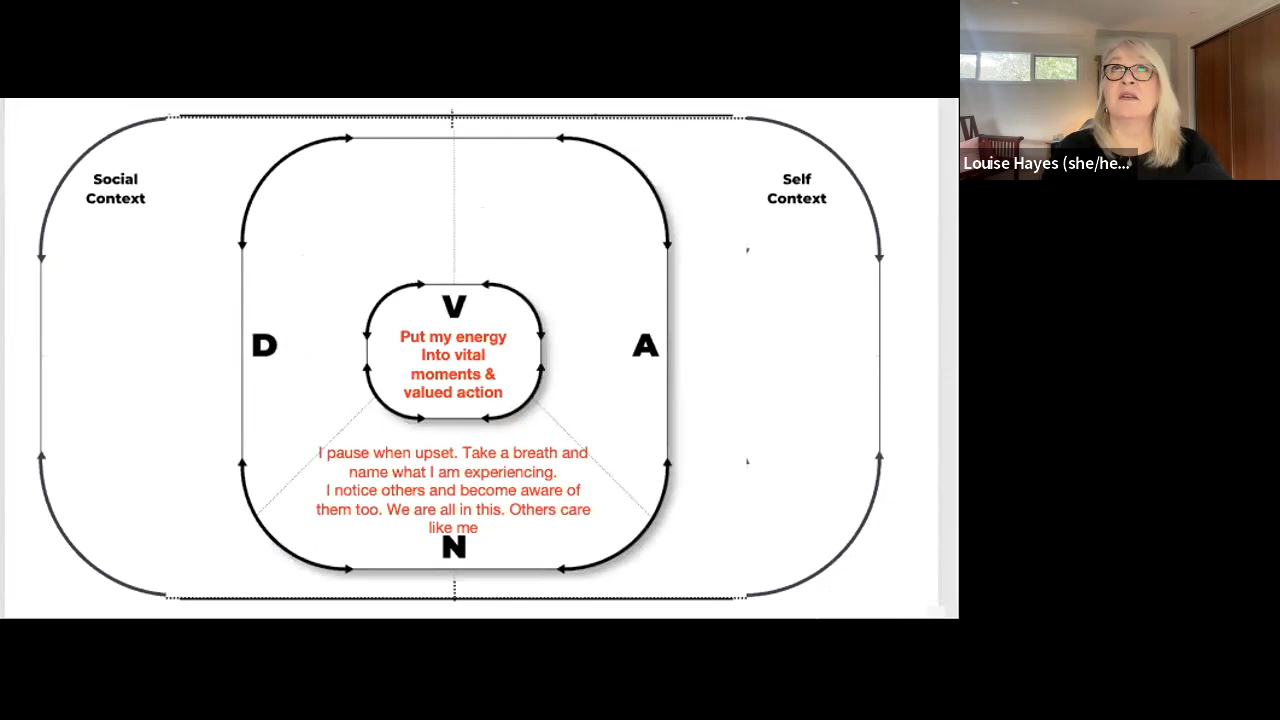 Social
Context
Self
Context
V
Put my energy
Into vital
moments &
valued action
D
A
I pause when upset. Take a breath and
name what I am experiencing.
I notice others and become aware of
them too. We are all in this. Others care
like me
N
Louise Hayes (she/he...